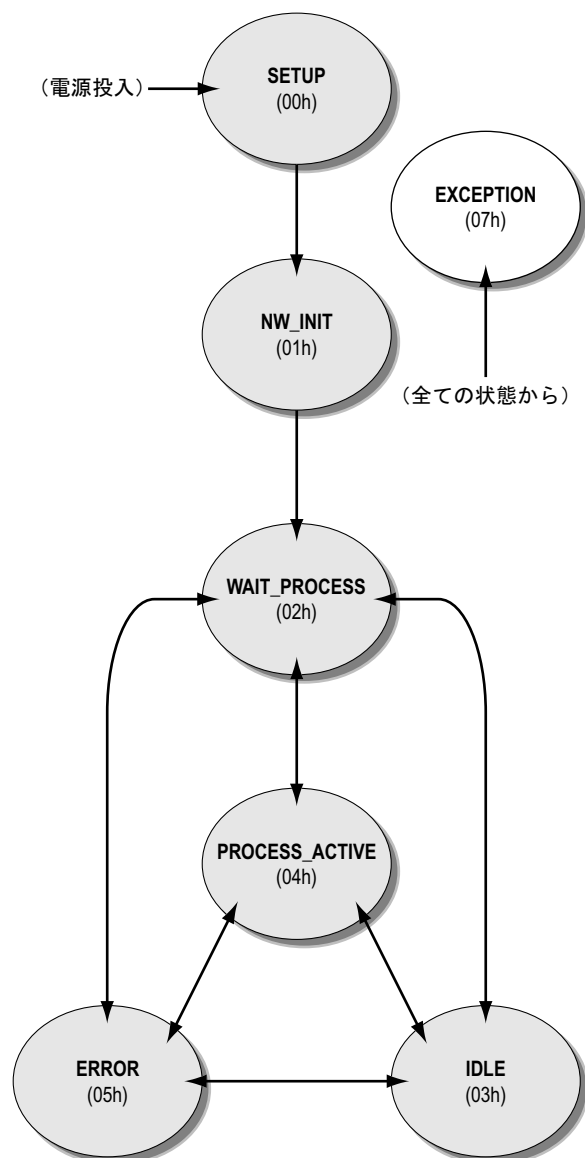 SETUP
(00h)
（電源投入）
EXCEPTION
(07h)
NW_INIT
(01h)
（全ての状態から）
WAIT_PROCESS
(02h)
PROCESS_ACTIVE
(04h)
ERROR
(05h)
IDLE
(03h)